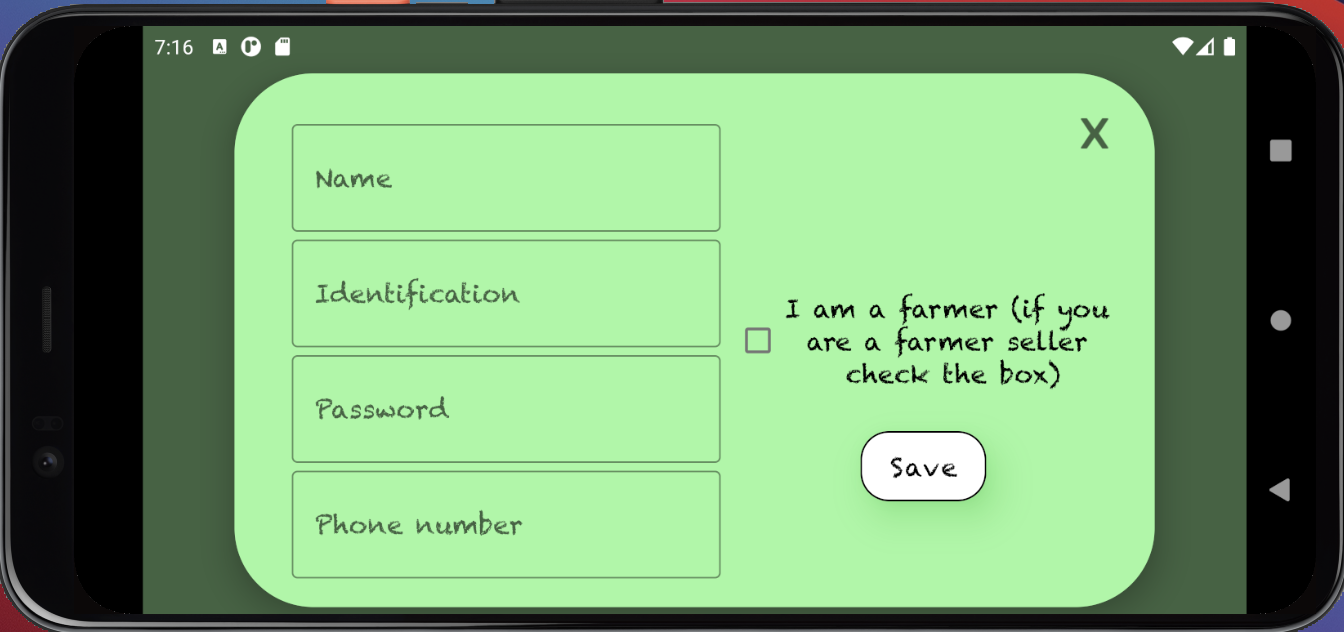 7:16
X
Name
Identification
Password
Phone number
I am a farmer (if you
are a farmer seller
check the box)
Save